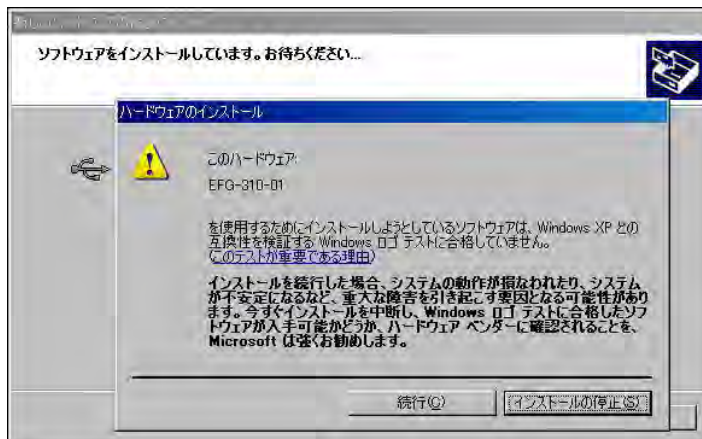 ソフトウェアをインストールしています。お待ちください...
ハードウェアのインストール
このハードウェア:
EFG-310-01
を使用するためにインストールしようとしているソフトウェアは、Windows XP との
互換性を検証する Windows ロゴ テストに合格していません。
(このテストが重要である理由)
インストールを続行した場合、システムの動作が損なわれたり、システム
が不安定になるなど、重大な障害を引き起こす要因となる可能性があり
ます。今すぐインストールを中断し、Windows ロゴ テストに合格したソフ
トウェアが入手可能かどうか、ハードウェア ベンダーに確認されることを、
Microsoft は強くお勧めします。
続行(C)
インストールの停止(S)